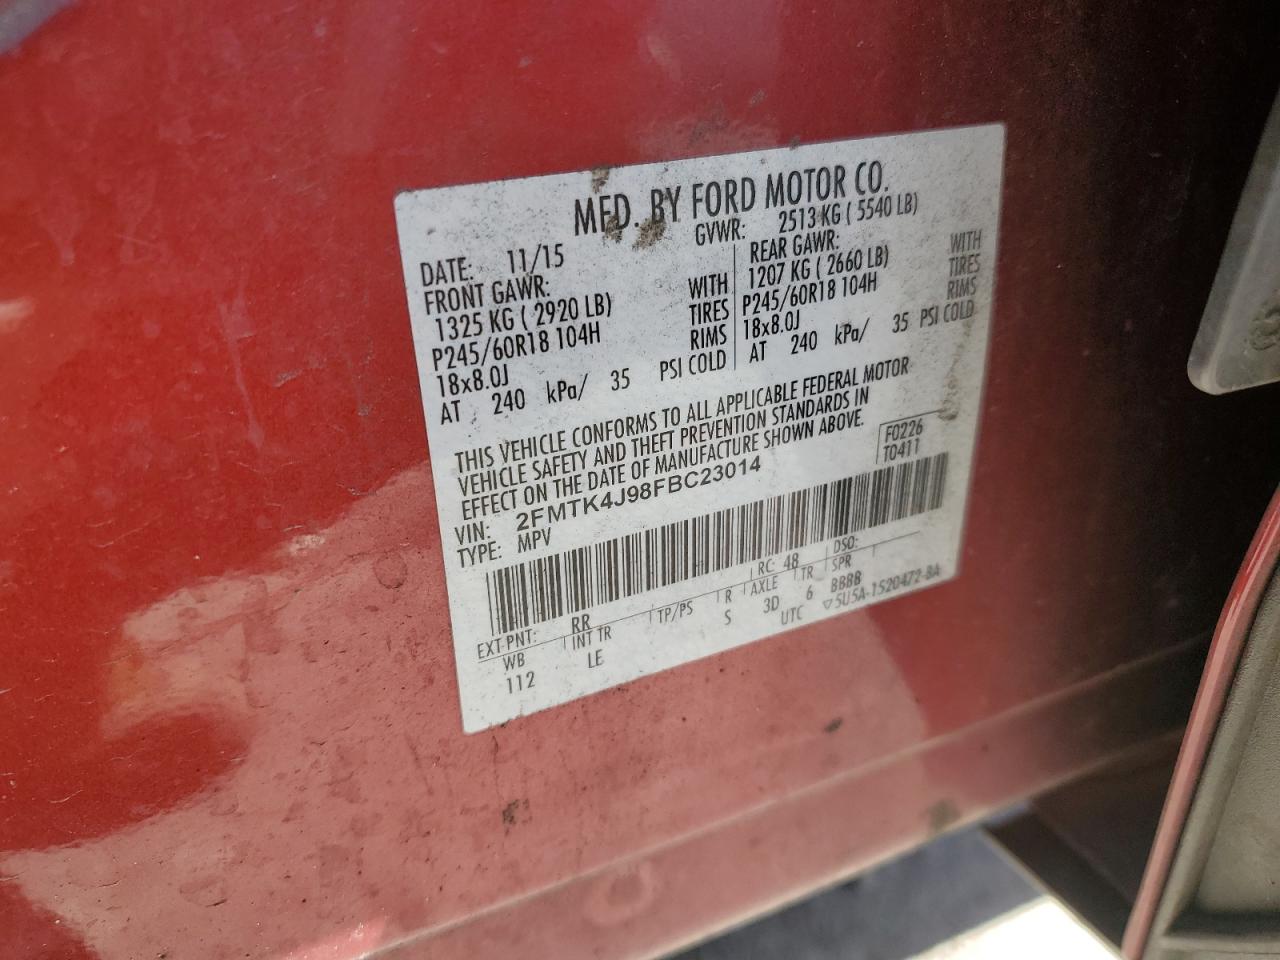 MFD. BY FORD MOTOR CO.
DATE: 11/15 GVWR: 2513 KG ( 5540 LB)
FRONT GAWR: REAR GAWR:
1325 KG ( 2920 LB) WITH 1207 KG ( 2660 LB) WITH
P245/60R18 104H TIRES P245/60R18 104H TIRES
18x8.0J RIMS 18x8.0J RIMS
AT 240 kPa/ 35 PSI COLD AT 240 kPa/ 35 PSI COLD
THIS VEHICLE CONFORMS TO ALL APPLICABLE FEDERAL MOTOR
VEHICLE SAFETY AND THEFT PREVENTION STANDARDS IN
EFFECT ON THE DATE OF MANUFACTURE SHOWN ABOVE.
F0226
T0411
VIN: 2FMTK4J98FBC23014
TYPE: MPV
EXT PNT: RR RC: 48 DSO:
WB INT TR TP/PS R AXLE TR SPR
112 LE S 3D 6 BBBB
UTC ▽5U5A-1520472-BA